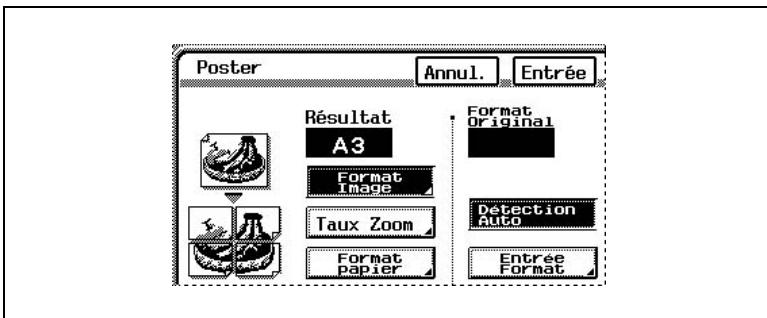 Poster
Annul.
Entrée
Résultat
A3
Format
Image
Taux Zoom
Format
papier
Format
Original
Détection
Auto
Entrée
Format